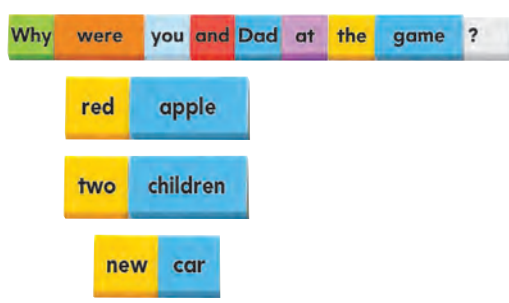 Why were you and Dad at the game ?
red apple
two children
new car